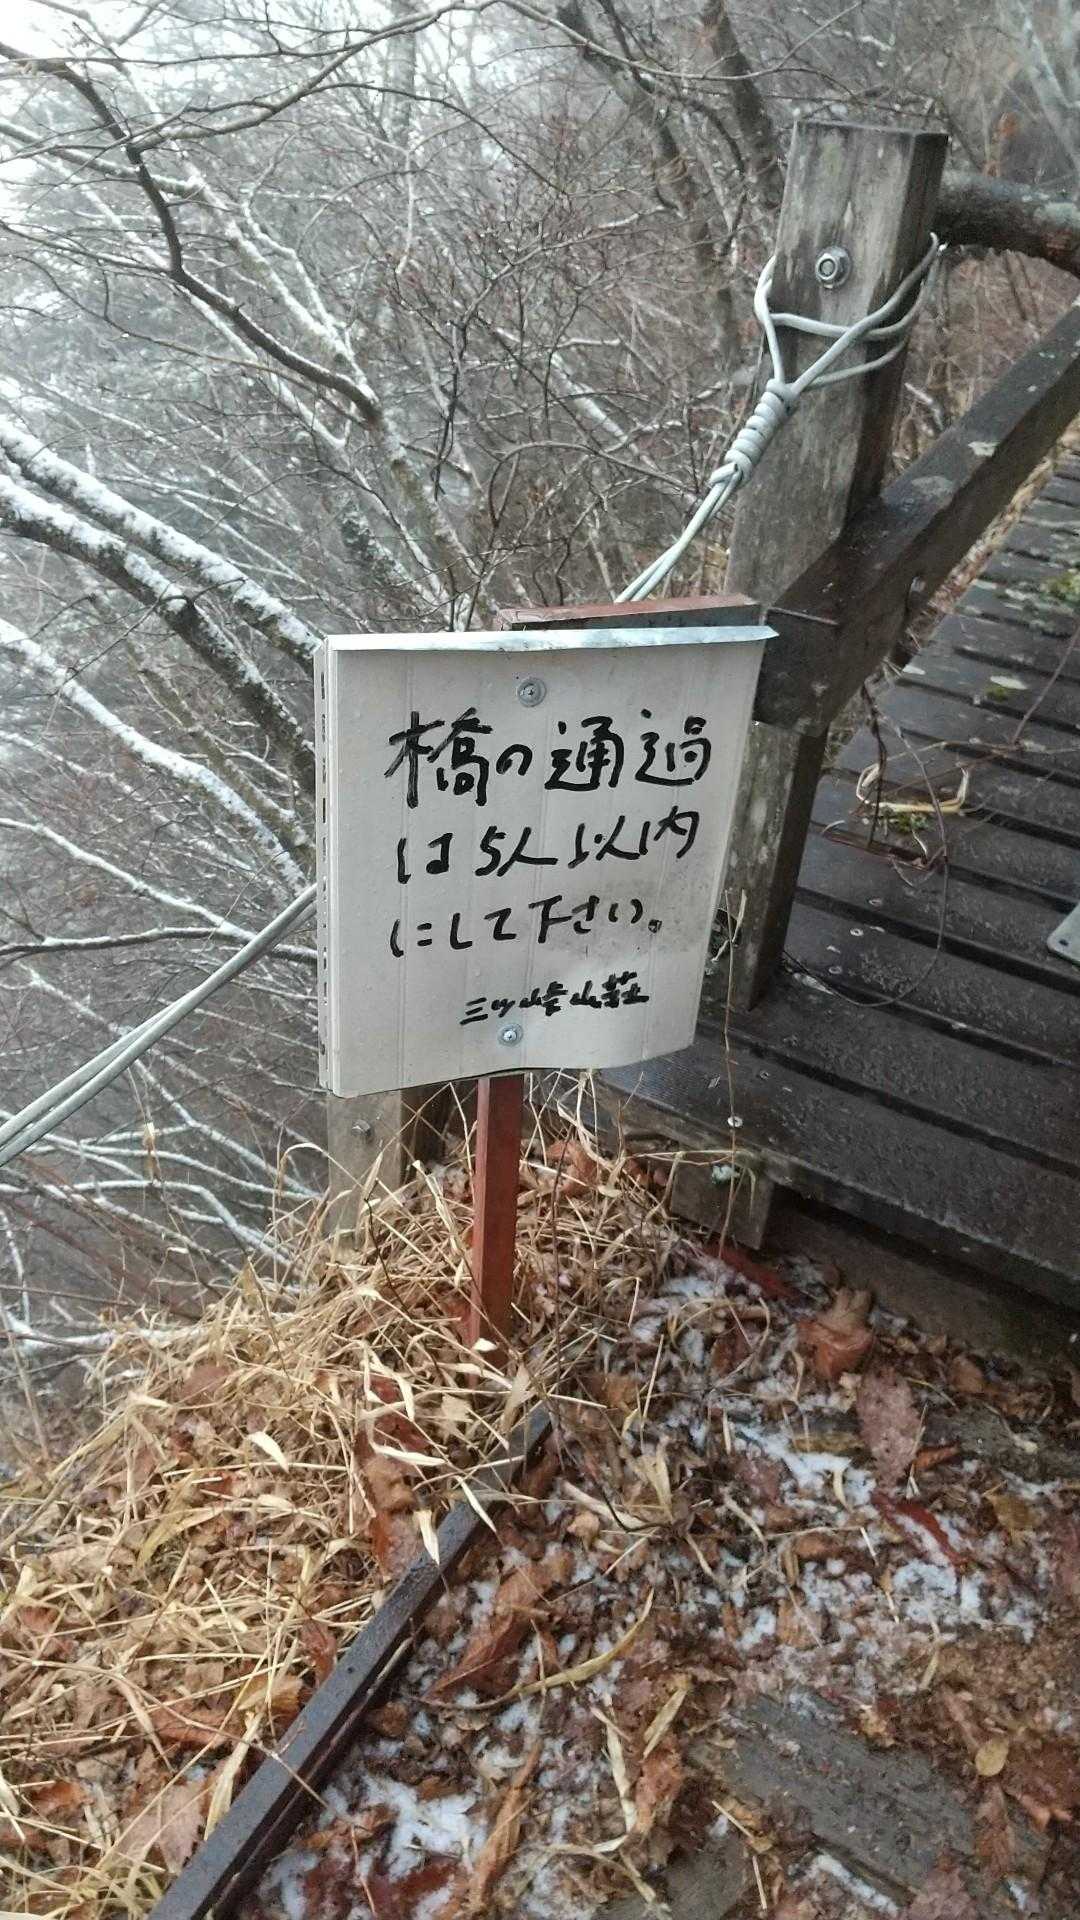 橋の通過
は5人以内
にして下さい。
三ツ峠山荘